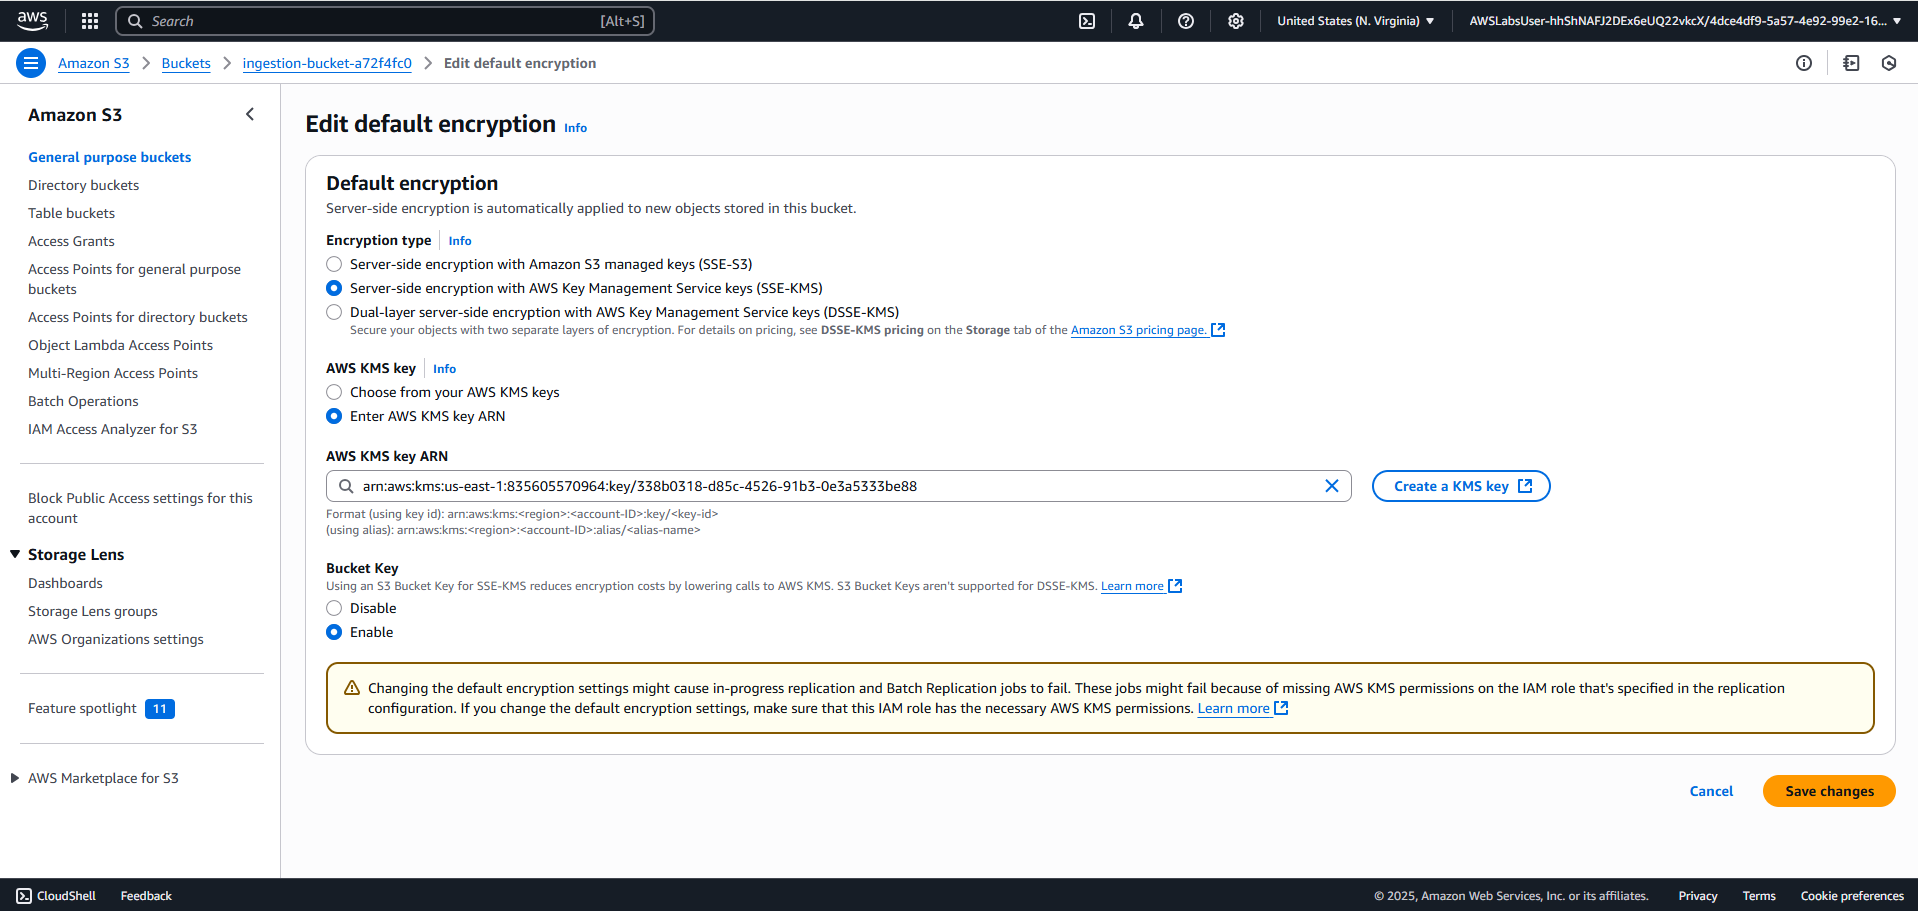 aws
Search [Alt+S]
United States (N. Virginia)
AWSLabsUser-hhShNAFJ2DEx6eUQ22vkcX/4dce4df9-5a57-4e92-99e2-16...
Amazon S3 > Buckets > ingestion-bucket-a72f4fc0 > Edit default encryption
Amazon S3
General purpose buckets
Directory buckets
Table buckets
Access Grants
Access Points for general purpose
buckets
Access Points for directory buckets
Object Lambda Access Points
Multi-Region Access Points
Batch Operations
IAM Access Analyzer for S3
Block Public Access settings for this
account
Storage Lens
Dashboards
Storage Lens groups
AWS Organizations settings
Feature spotlight 11
AWS Marketplace for S3
Edit default encryption Info
Default encryption
Server-side encryption is automatically applied to new objects stored in this bucket.
Encryption type Info
Server-side encryption with Amazon S3 managed keys (SSE-S3)
Server-side encryption with AWS Key Management Service keys (SSE-KMS)
Dual-layer server-side encryption with AWS Key Management Service keys (DSSE-KMS)
Secure your objects with two separate layers of encryption. For details on pricing, see DSSE-KMS pricing on the Storage tab of the Amazon S3 pricing page.
AWS KMS key Info
Choose from your AWS KMS keys
Enter AWS KMS key ARN
AWS KMS key ARN
arn:aws:kms:us-east-1:835605570964:key/338b0318-d85c-4526-91b3-0e3a5333be88
Create a KMS key
Format (using key id): arn:aws:kms:<region>:<account-ID>:key/<key-id>
(using alias): arn:aws:kms:<region>:<account-ID>:alias/<alias-name>
Bucket Key
Using an S3 Bucket Key for SSE-KMS reduces encryption costs by lowering calls to AWS KMS. S3 Bucket Keys aren't supported for DSSE-KMS. Learn more
Disable
Enable
Changing the default encryption settings might cause in-progress replication and Batch Replication jobs to fail. These jobs might fail because of missing AWS KMS permissions on the IAM role that's specified in the replication
configuration. If you change the default encryption settings, make sure that this IAM role has the necessary AWS KMS permissions. Learn more
Cancel
Save changes
CloudShell
Feedback
© 2025, Amazon Web Services, Inc. or its affiliates.
Privacy
Terms
Cookie preferences